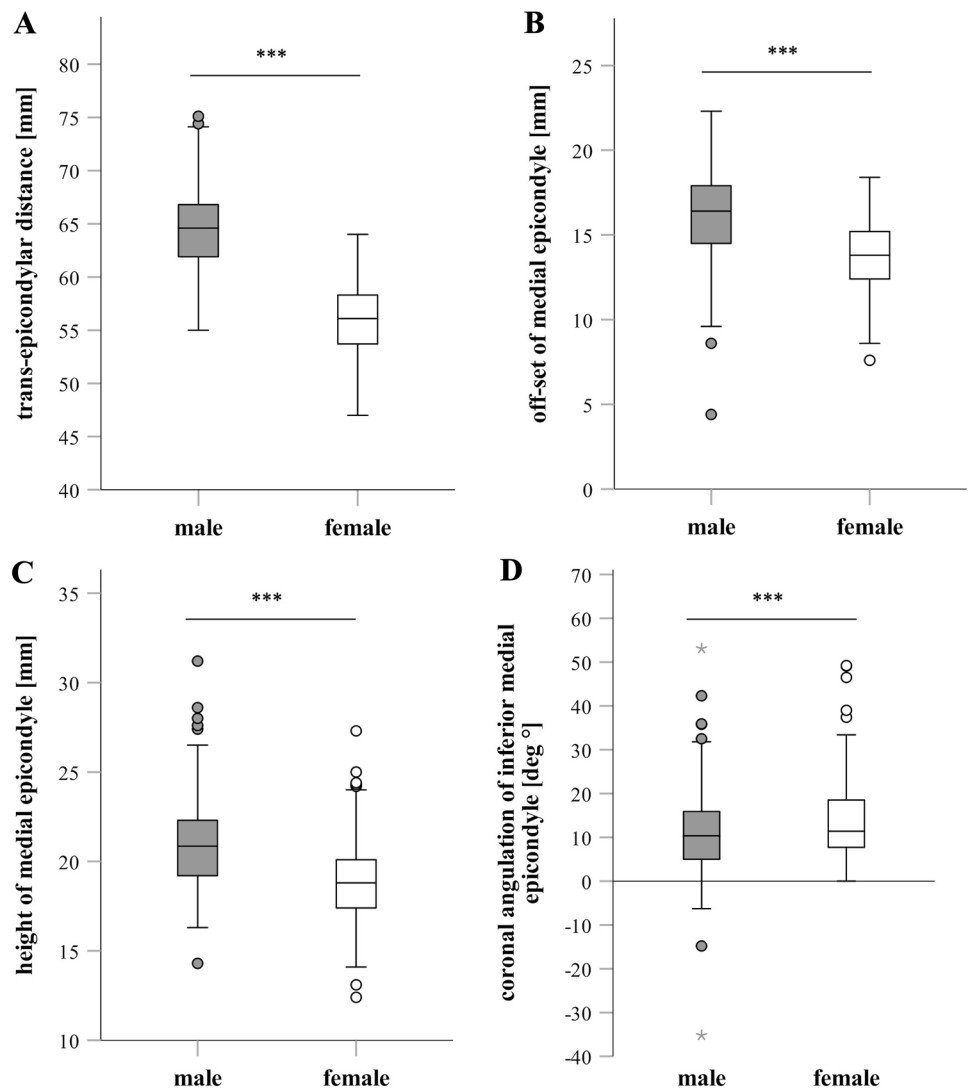 A
trans-epicondylar distance [mm]
80
75
70
65
60
55
50
45
40
***
male
female
B
off-set of medial epicondyle [mm]
25
20
15
10
5
0
***
male
female
C
height of medial epicondyle [mm]
35
30
25
20
15
10
***
male
female
D
coronal angulation of inferior medial
epicondyle [deg °]
70
60
50
40
30
20
10
0
-10
-20
-30
-40
***
male
female